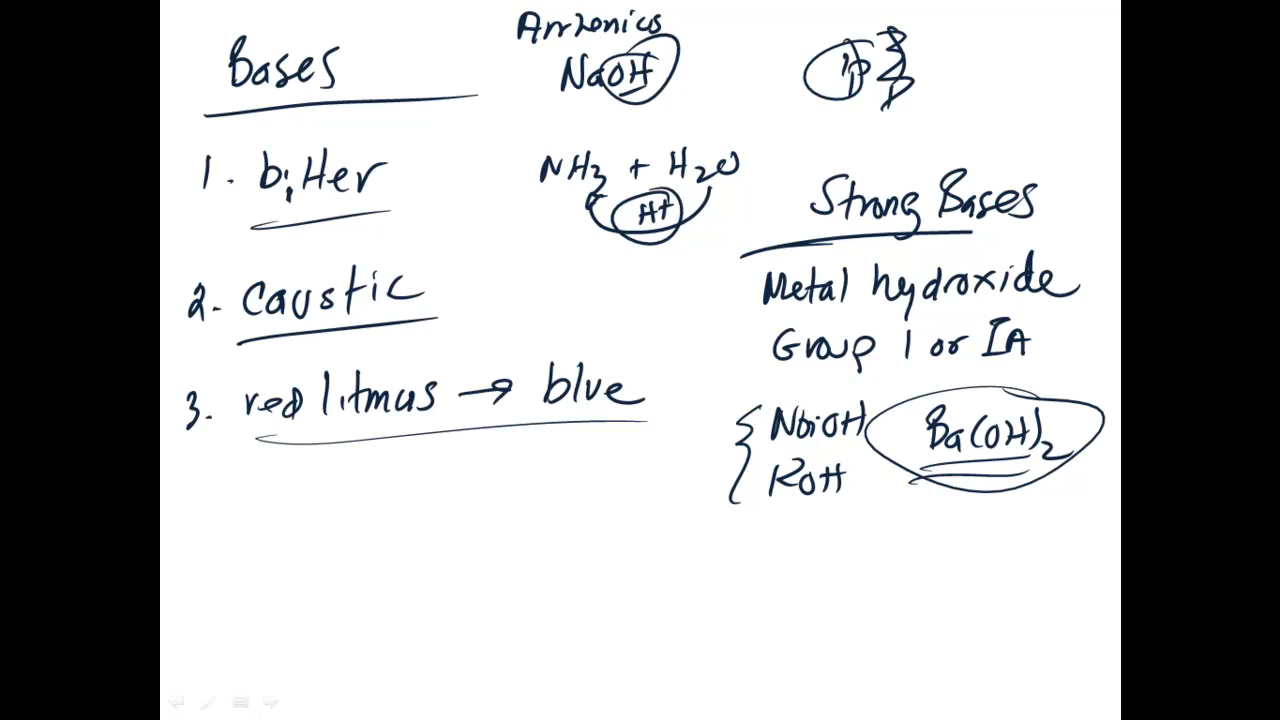 Bases
1. bitter
2. caustic
3. red litmus → blue
Arrhenius
NaOH
NH3 + H2O
H+
Strong Bases
Metal hydroxide
Group 1 or IA
NaOH
KOH
Ba(OH)2